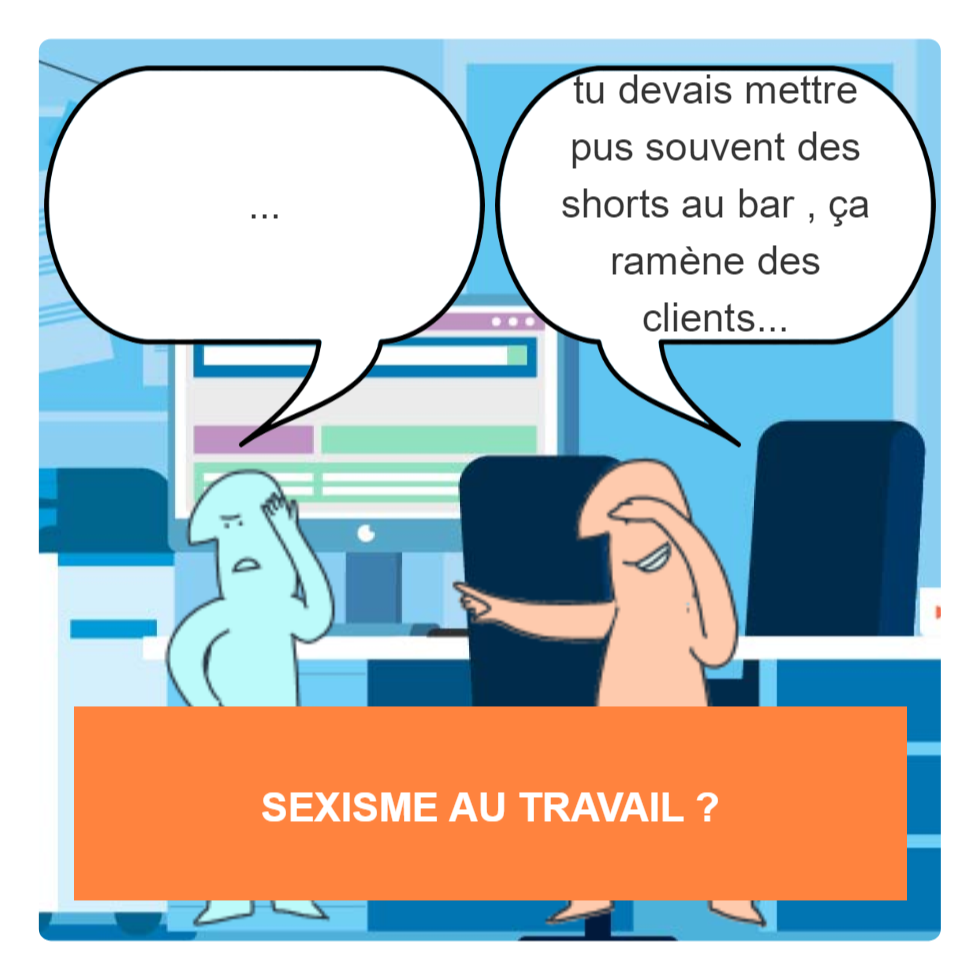 ...
tu devais mettre
pus souvent des
shorts au bar , ça
ramène des
clients...
SEXISME AU TRAVAIL ?